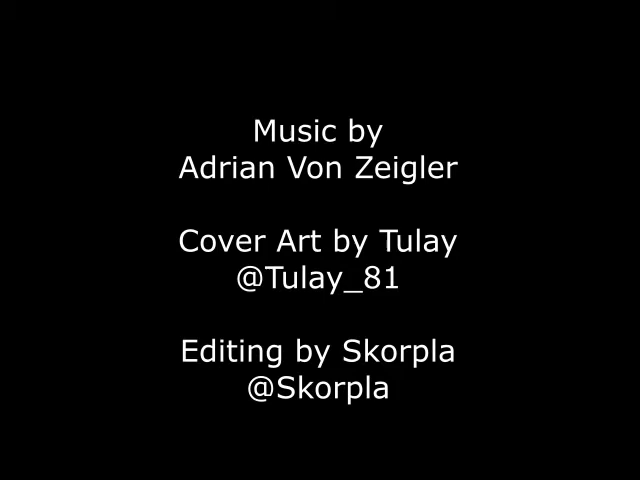 Music by
Adrian Von Zeigler
Cover Art by Tulay
@Tulay_81
Editing by Skorpla
@Skorpla